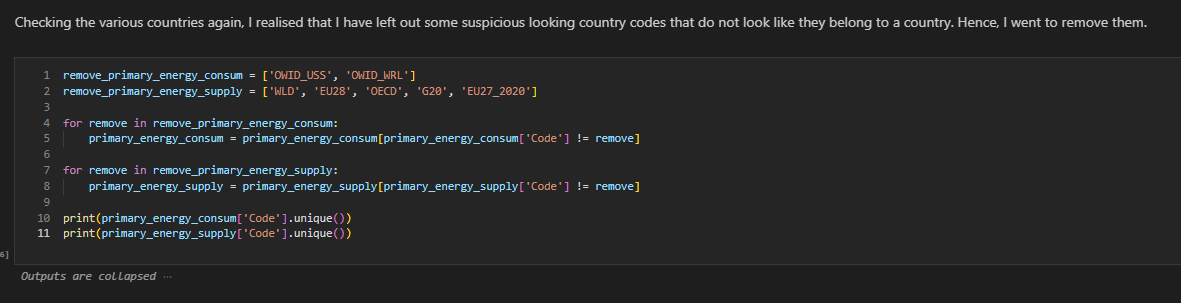 Checking the various countries again, I realised that I have left out some suspicious looking country codes that do not look like they belong to a country. Hence, I went to remove them.
1 remove_primary_energy_consum = ['OWID_USS', 'OWID_WRL']
2 remove_primary_energy_supply = ['WLD', 'EU28', 'OECD', 'G20', 'EU27_2020']
3
4 for remove in remove_primary_energy_consum:
5     primary_energy_consum = primary_energy_consum[primary_energy_consum['Code'] != remove]
6
7 for remove in remove_primary_energy_supply:
8     primary_energy_supply = primary_energy_supply[primary_energy_supply['Code'] != remove]
9
10 print(primary_energy_consum['Code'].unique())
11 print(primary_energy_supply['Code'].unique())
6]
Outputs are collapsed ...